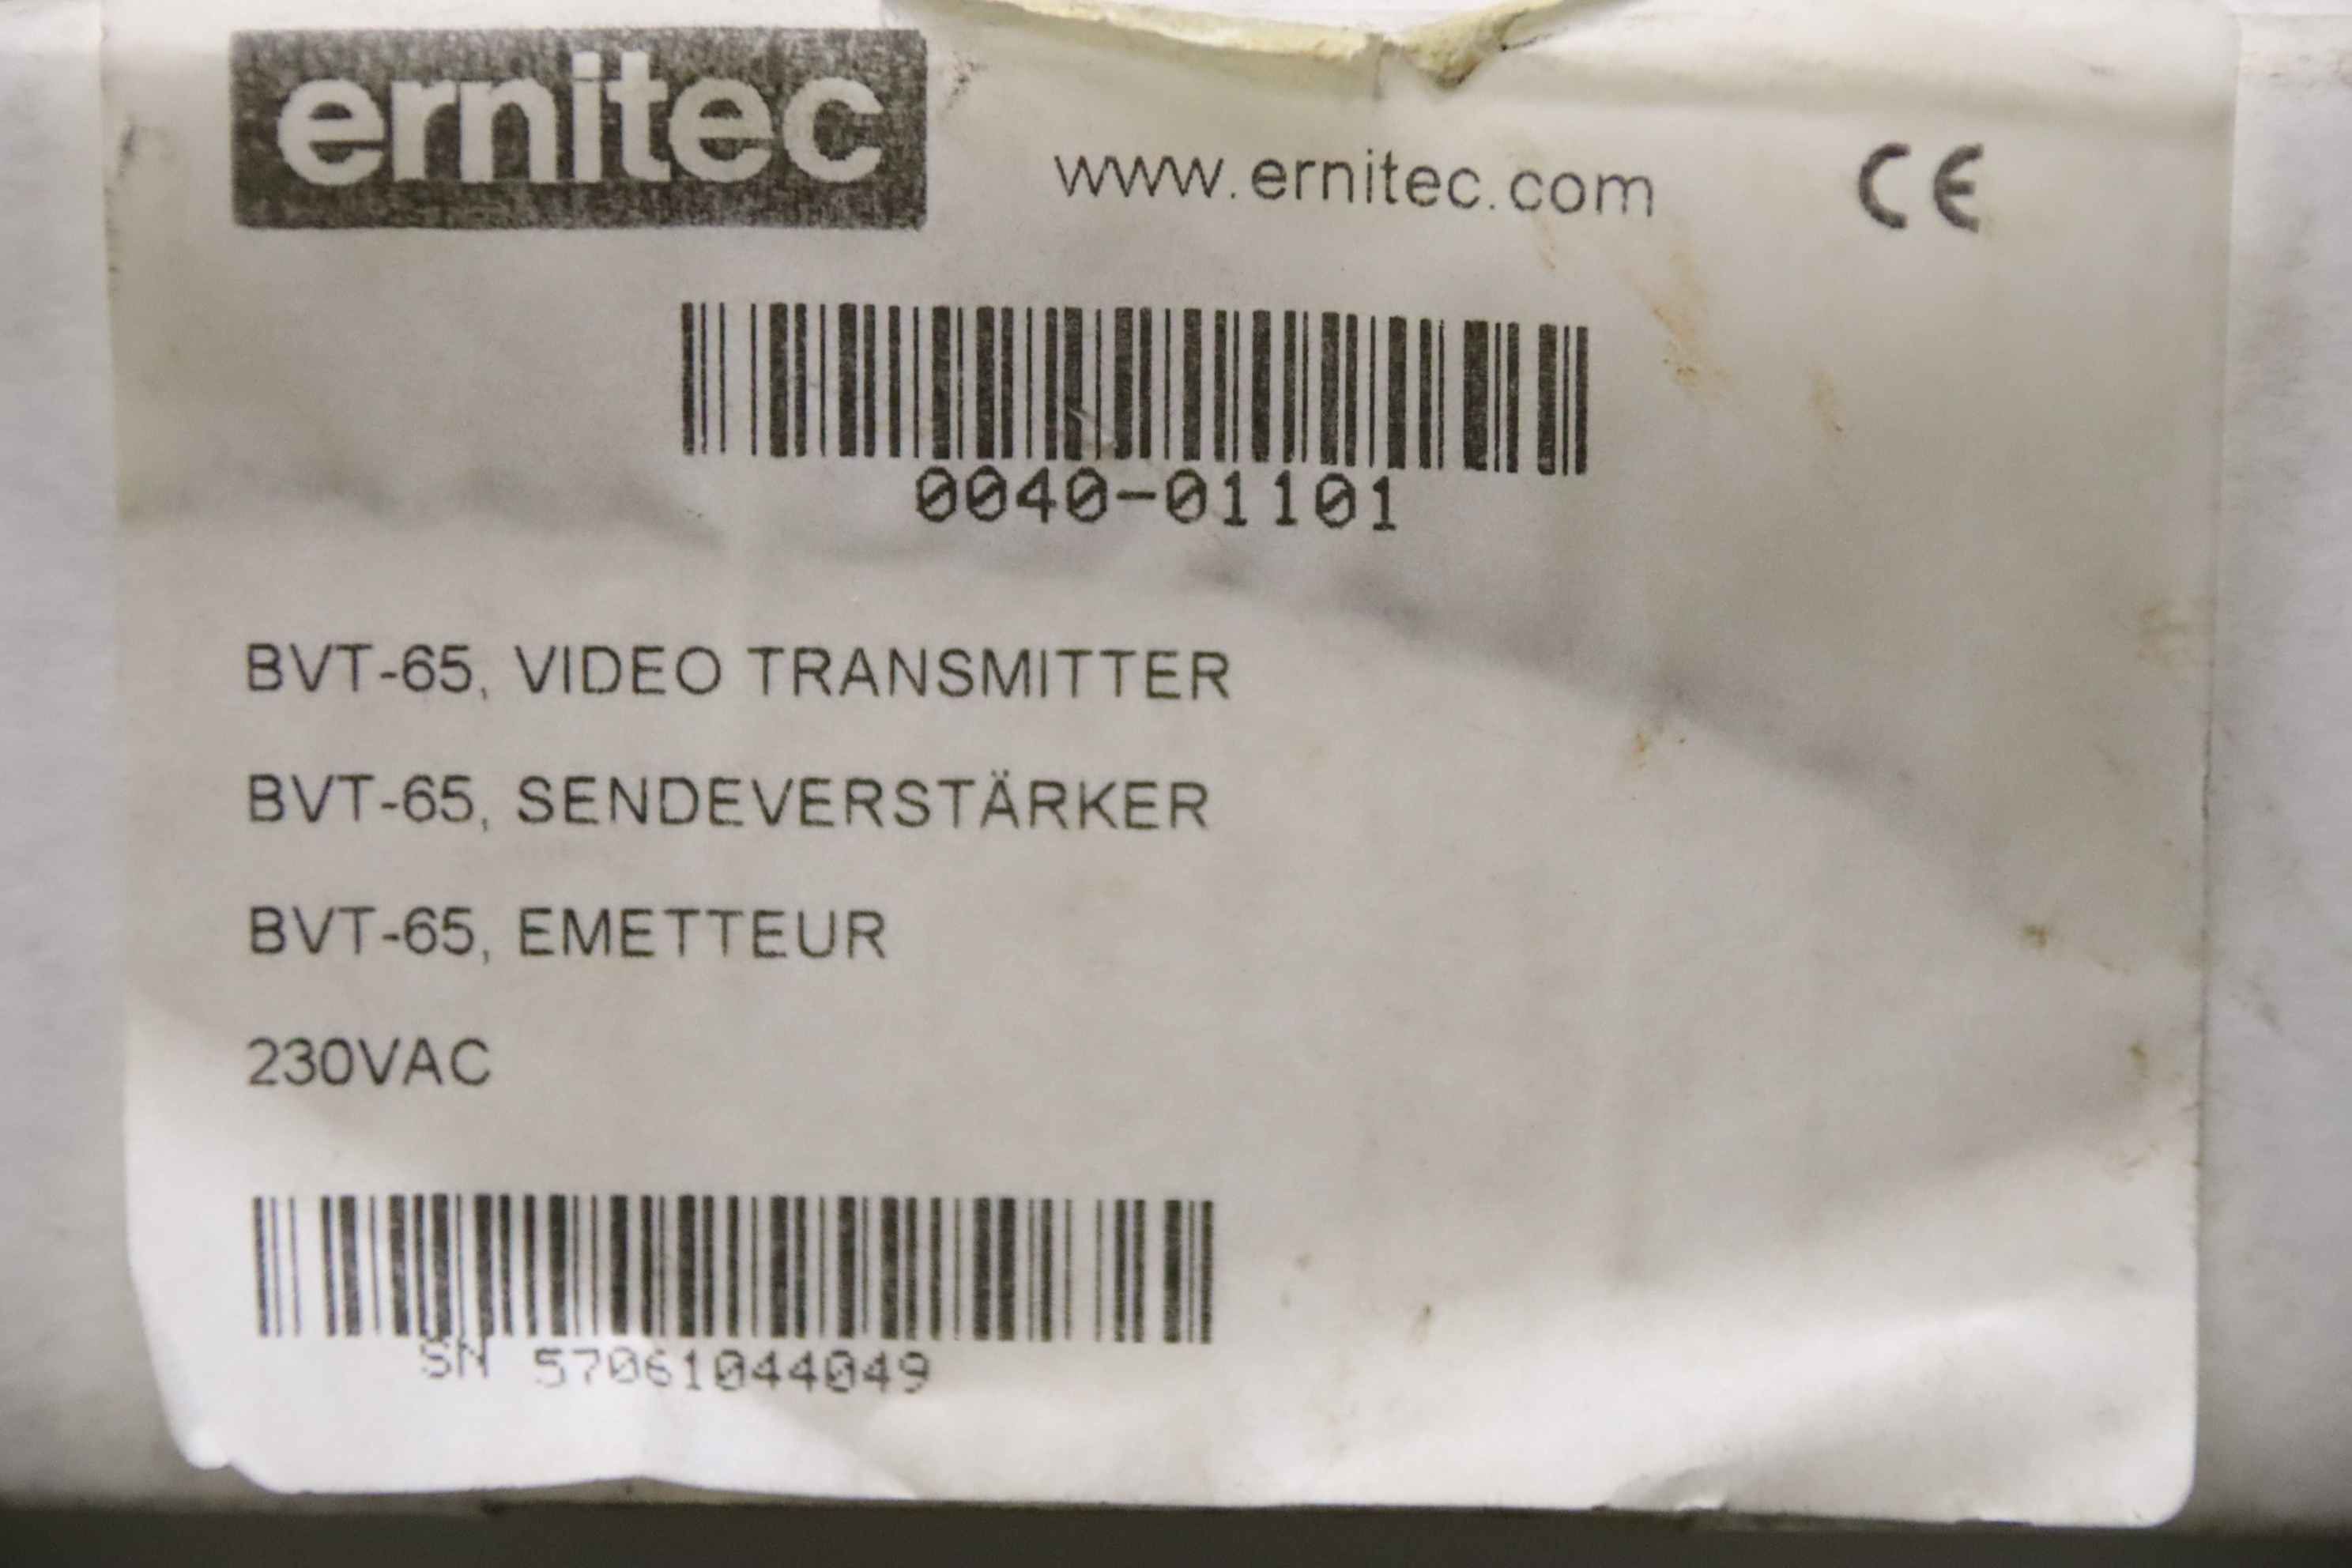 ernitec
www.ernitec.com
CE
0040-01101
BVT-65, VIDEO TRANSMITTER
BVT-65, SENDEVERSTÄRKER
BVT-65, EMETTEUR
230VAC
SN 57061044049